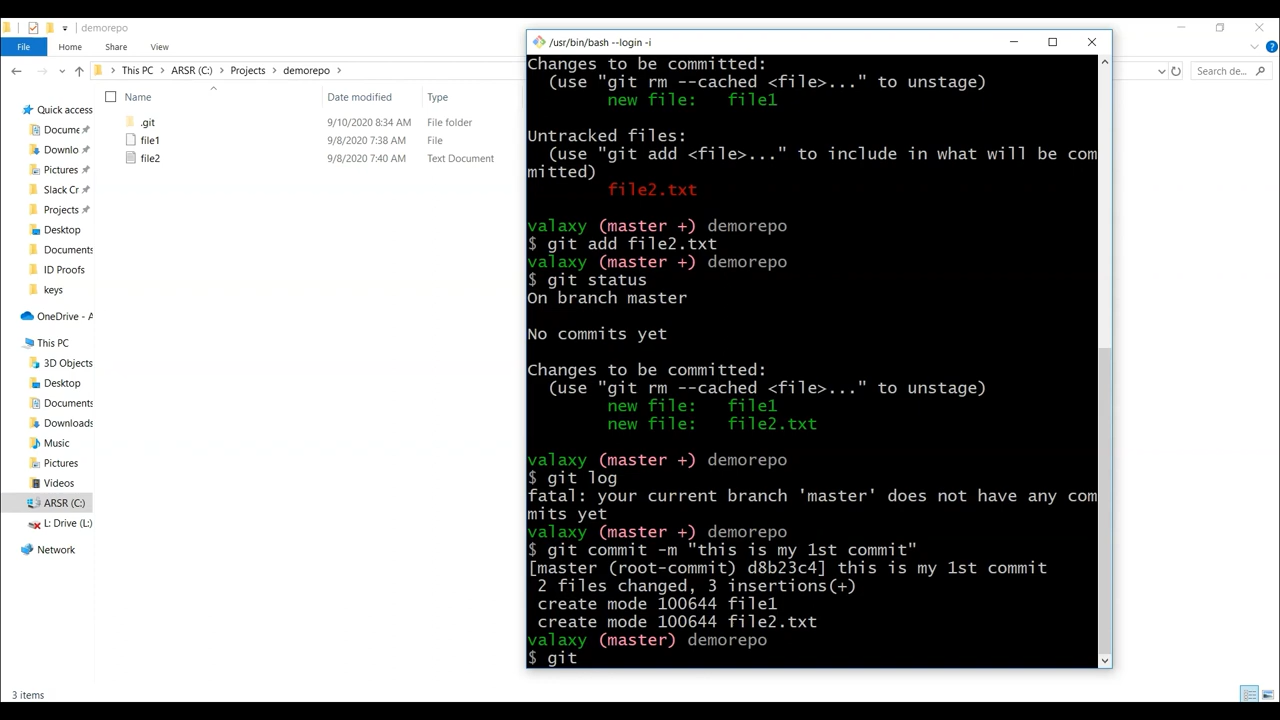 demorepo
File
Home
Share
View
This PC
ARSR (C:)
Projects
demorepo
Search de...
Name
Date modified
Type
.git
9/10/2020 8:34 AM
File folder
file1
9/8/2020 7:38 AM
File
file2
9/8/2020 7:40 AM
Text Document
Quick access
Docume
Downlo
Pictures
Slack Cr
Projects
Desktop
Documents
ID Proofs
keys
OneDrive - A
This PC
3D Objects
Desktop
Documents
Downloads
Music
Pictures
Videos
ARSR (C:)
L: Drive (L:)
Network
3 items
/usr/bin/bash --login -i
Changes to be committed:
(use "git rm --cached <file>..." to unstage)
new file:   file1
Untracked files:
(use "git add <file>..." to include in what will be com
mitted)
file2.txt
valaxy (master +) demorepo
$ git add file2.txt
valaxy (master +) demorepo
$ git status
On branch master
No commits yet
Changes to be committed:
(use "git rm --cached <file>..." to unstage)
new file:   file1
new file:   file2.txt
valaxy (master +) demorepo
$ git log
fatal: your current branch 'master' does not have any com
mits yet
valaxy (master +) demorepo
$ git commit -m "this is my 1st commit"
[master (root-commit) d8b23c4] this is my 1st commit
2 files changed, 3 insertions(+)
create mode 100644 file1
create mode 100644 file2.txt
valaxy (master) demorepo
$ git